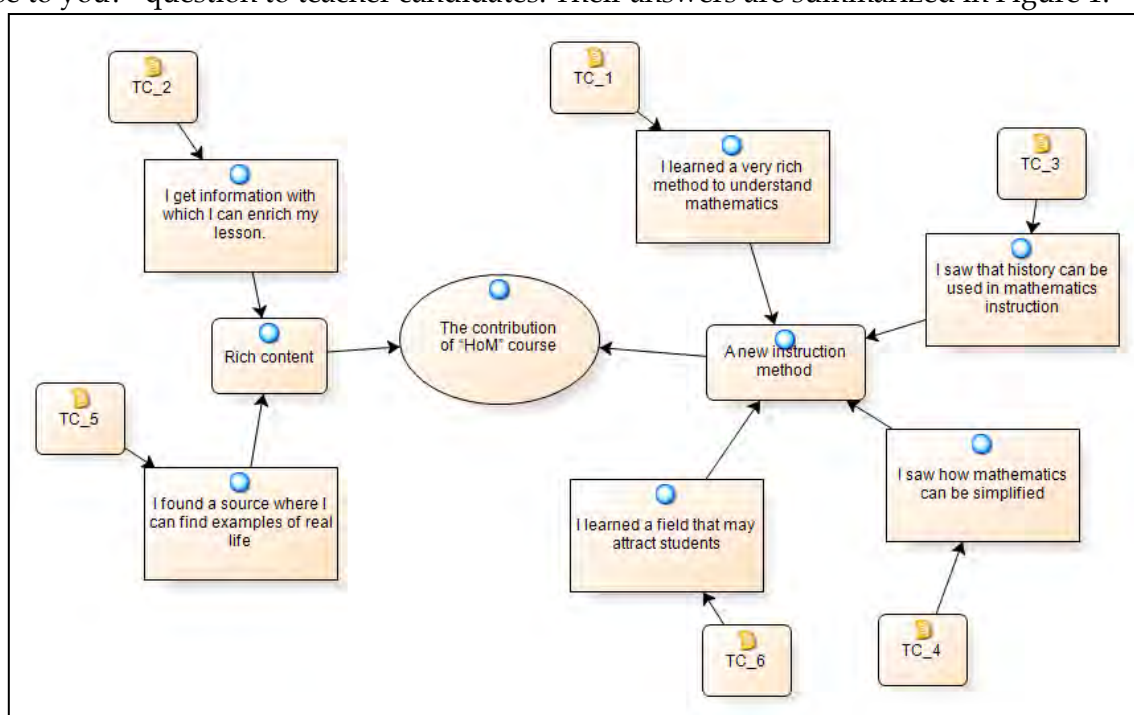 se to you?" question to teacher candidates. Their answers are summarized in Figure 1.
TC_2
I get information with
which I can enrich my
lesson.
Rich content
TC_5
I found a source where I
can find examples of real
life
The contribution
of "HoM" course
TC_1
I learned a very rich
method to understand
mathematics
TC_3
I saw that history can be
used in mathematics
instruction
A new instruction
method
I saw how mathematics
can be simplified
TC_4
I learned a field that may
attract students
TC_6